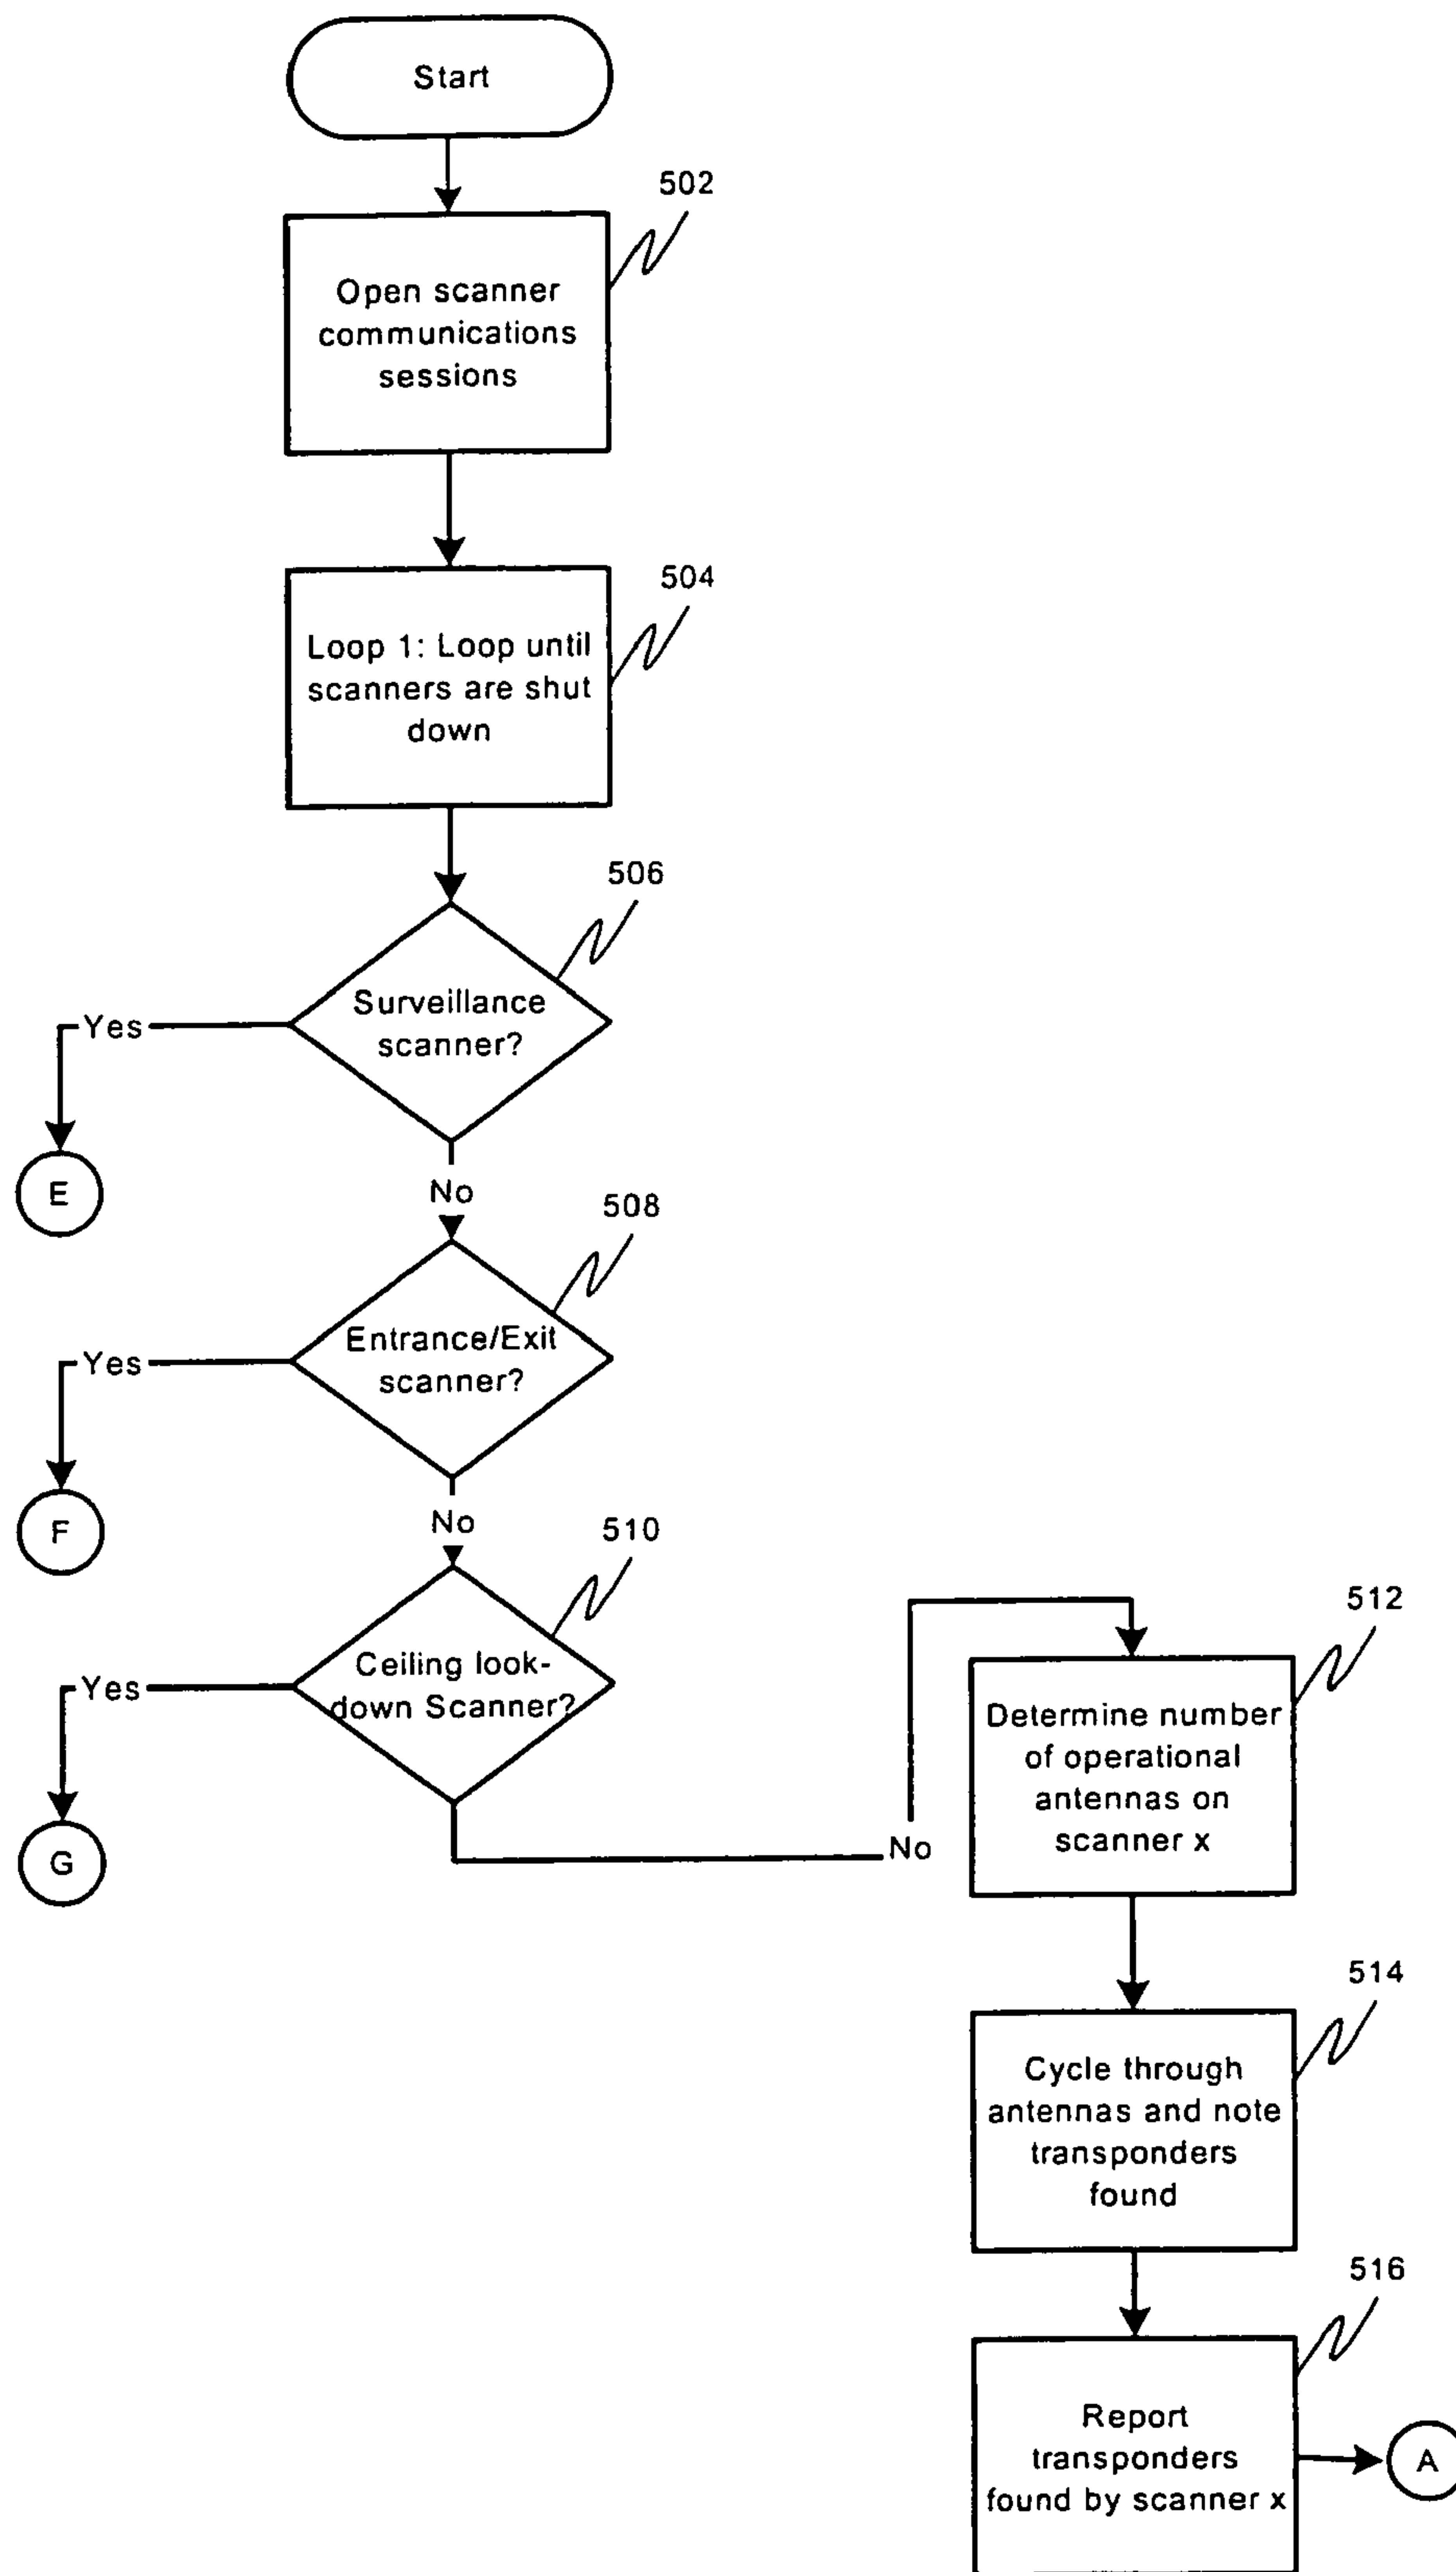 Start
502
Open scanner
communications
sessions
504
Loop 1: Loop until
scanners are shut
down
506
Surveillance
scanner?
Yes
E
No
508
Entrance/Exit
scanner?
Yes
F
No
510
Ceiling look-
down Scanner?
Yes
G
No
512
Determine number
of operational
antennas on
scanner x
514
Cycle through
antennas and note
transponders
found
516
Report
transponders
found by scanner x
A